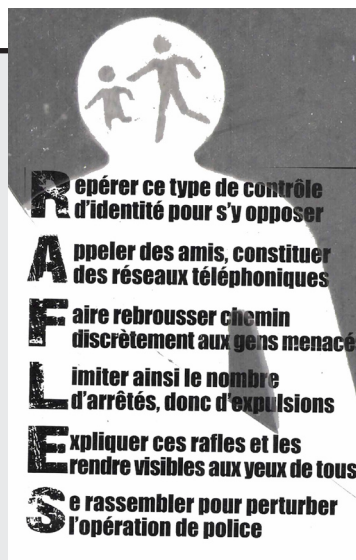 Repérer ce type de contrôle
d'identité pour s'y opposer
Appeler des amis, constituer
des réseaux téléphoniques
Faire rebrousser chemin
discrètement aux gens menacé
Limiter ainsi le nombre
d'arrêtés, donc d'expulsions
Expliquer ces rafles et les
rendre visibles aux yeux de tous
Se rassembler pour perturber
l'opération de police